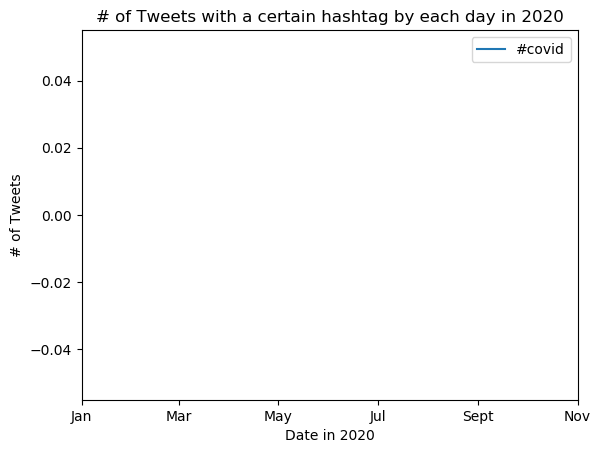 # of Tweets with a certain hashtag by each day in 2020
#covid
0.04
0.02
0.00
−0.02
−0.04
# of Tweets
Jan Mar May Jul Sept Nov
Date in 2020